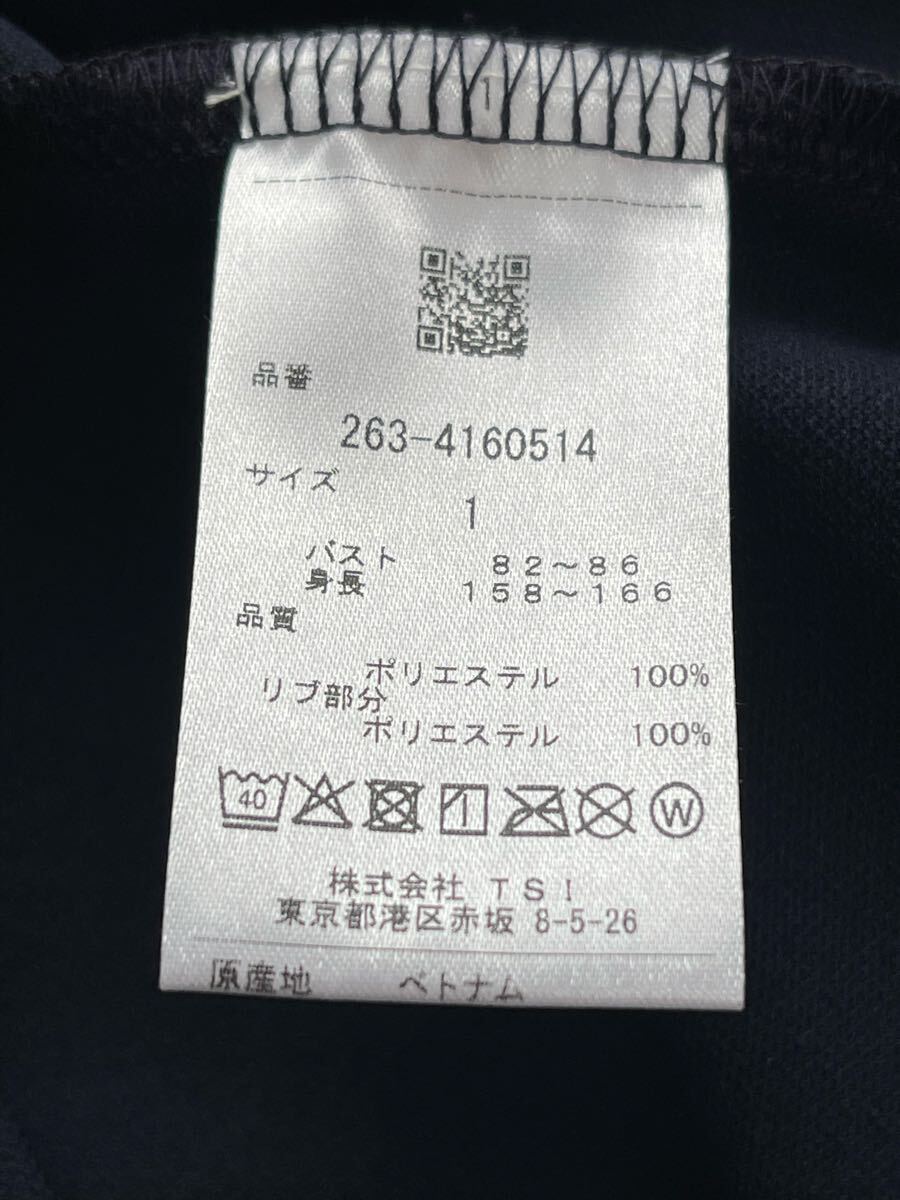 1
品番
263-4160514
サイズ
1
バスト 82～86
身長 158～166
品質
ポリエステル 100%
リブ部分
ポリエステル 100%
40
W
株式会社 TSI
東京都港区赤坂 8-5-26
原産地 ベトナム